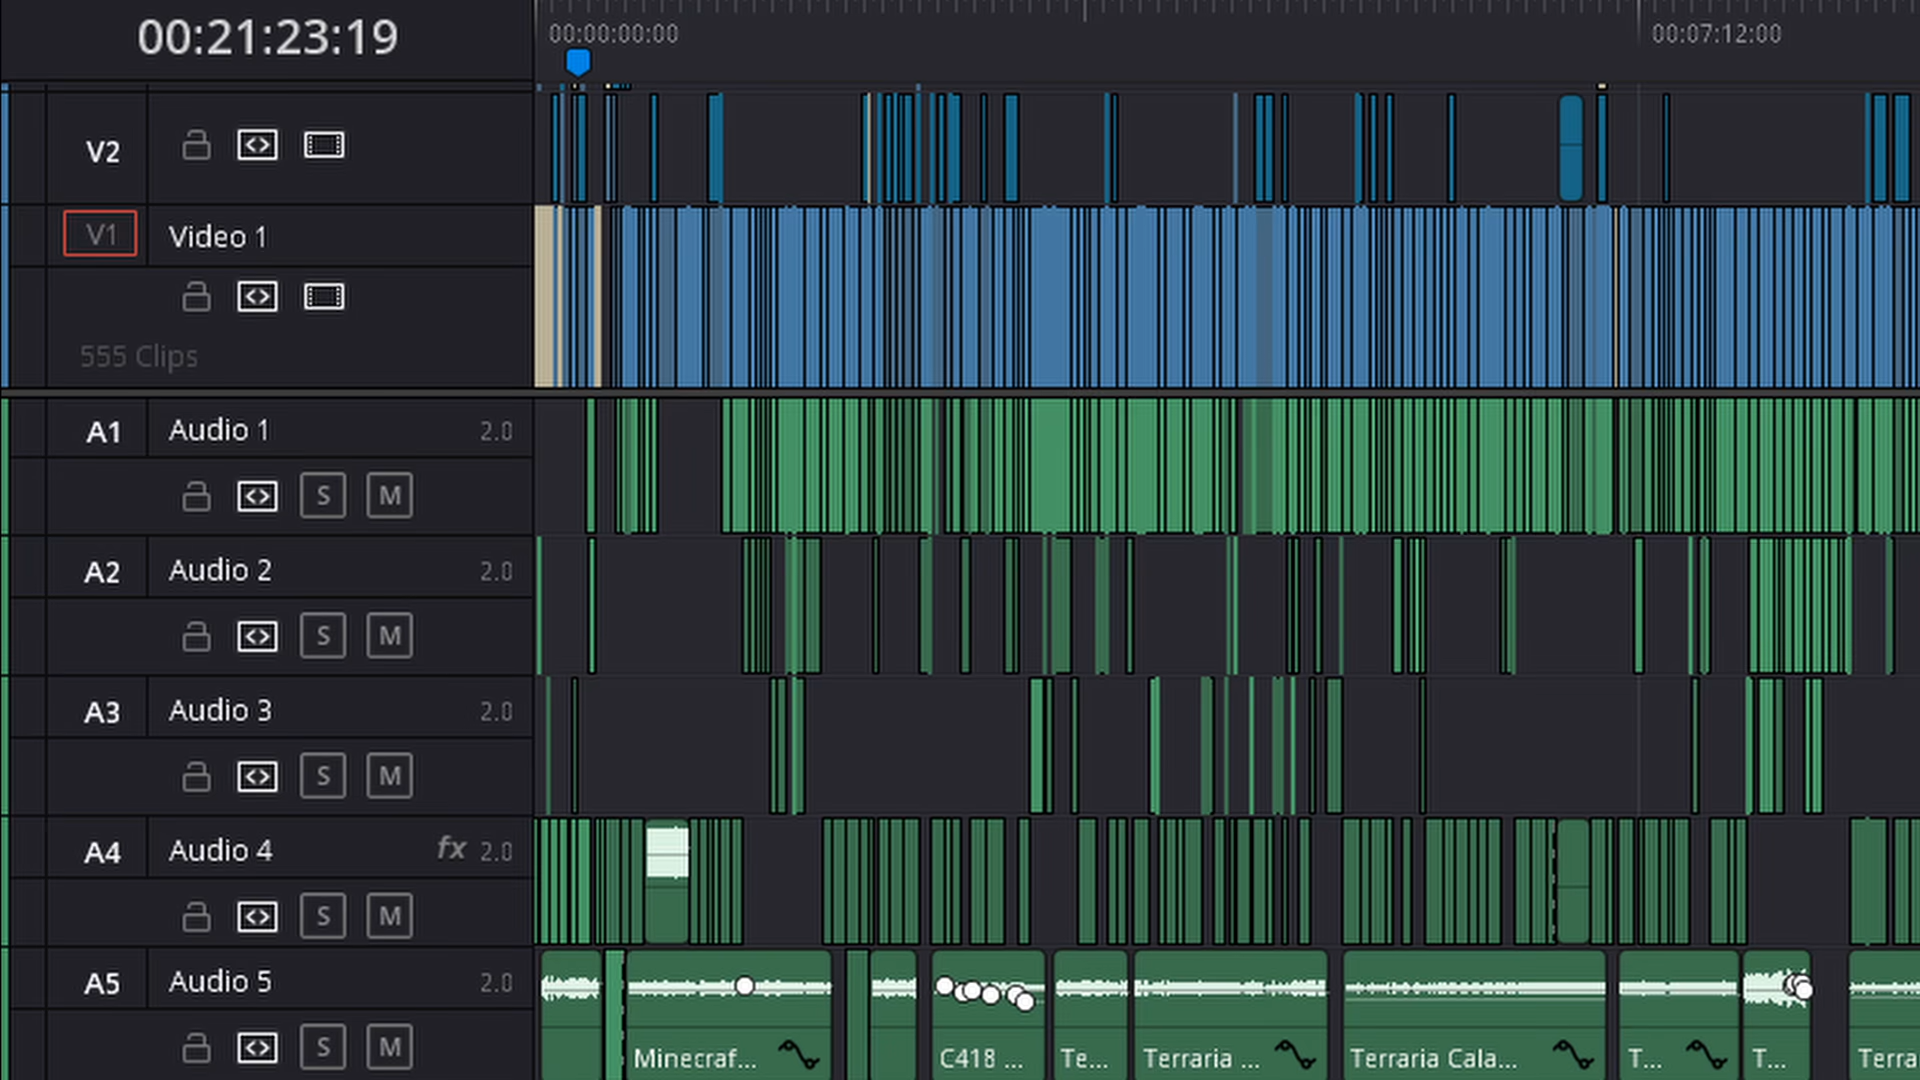 00:21:23:19
00:00:00:00
00:07:12:00
V2
V1 Video 1
555 Clips
A1 Audio 1 2.0
S M
A2 Audio 2 2.0
S M
A3 Audio 3 2.0
S M
A4 Audio 4 fx 2.0
S M
A5 Audio 5 2.0
S M
Minecraf... C418 ... Te... Terraria ... Terraria Cala... T... T... Terra